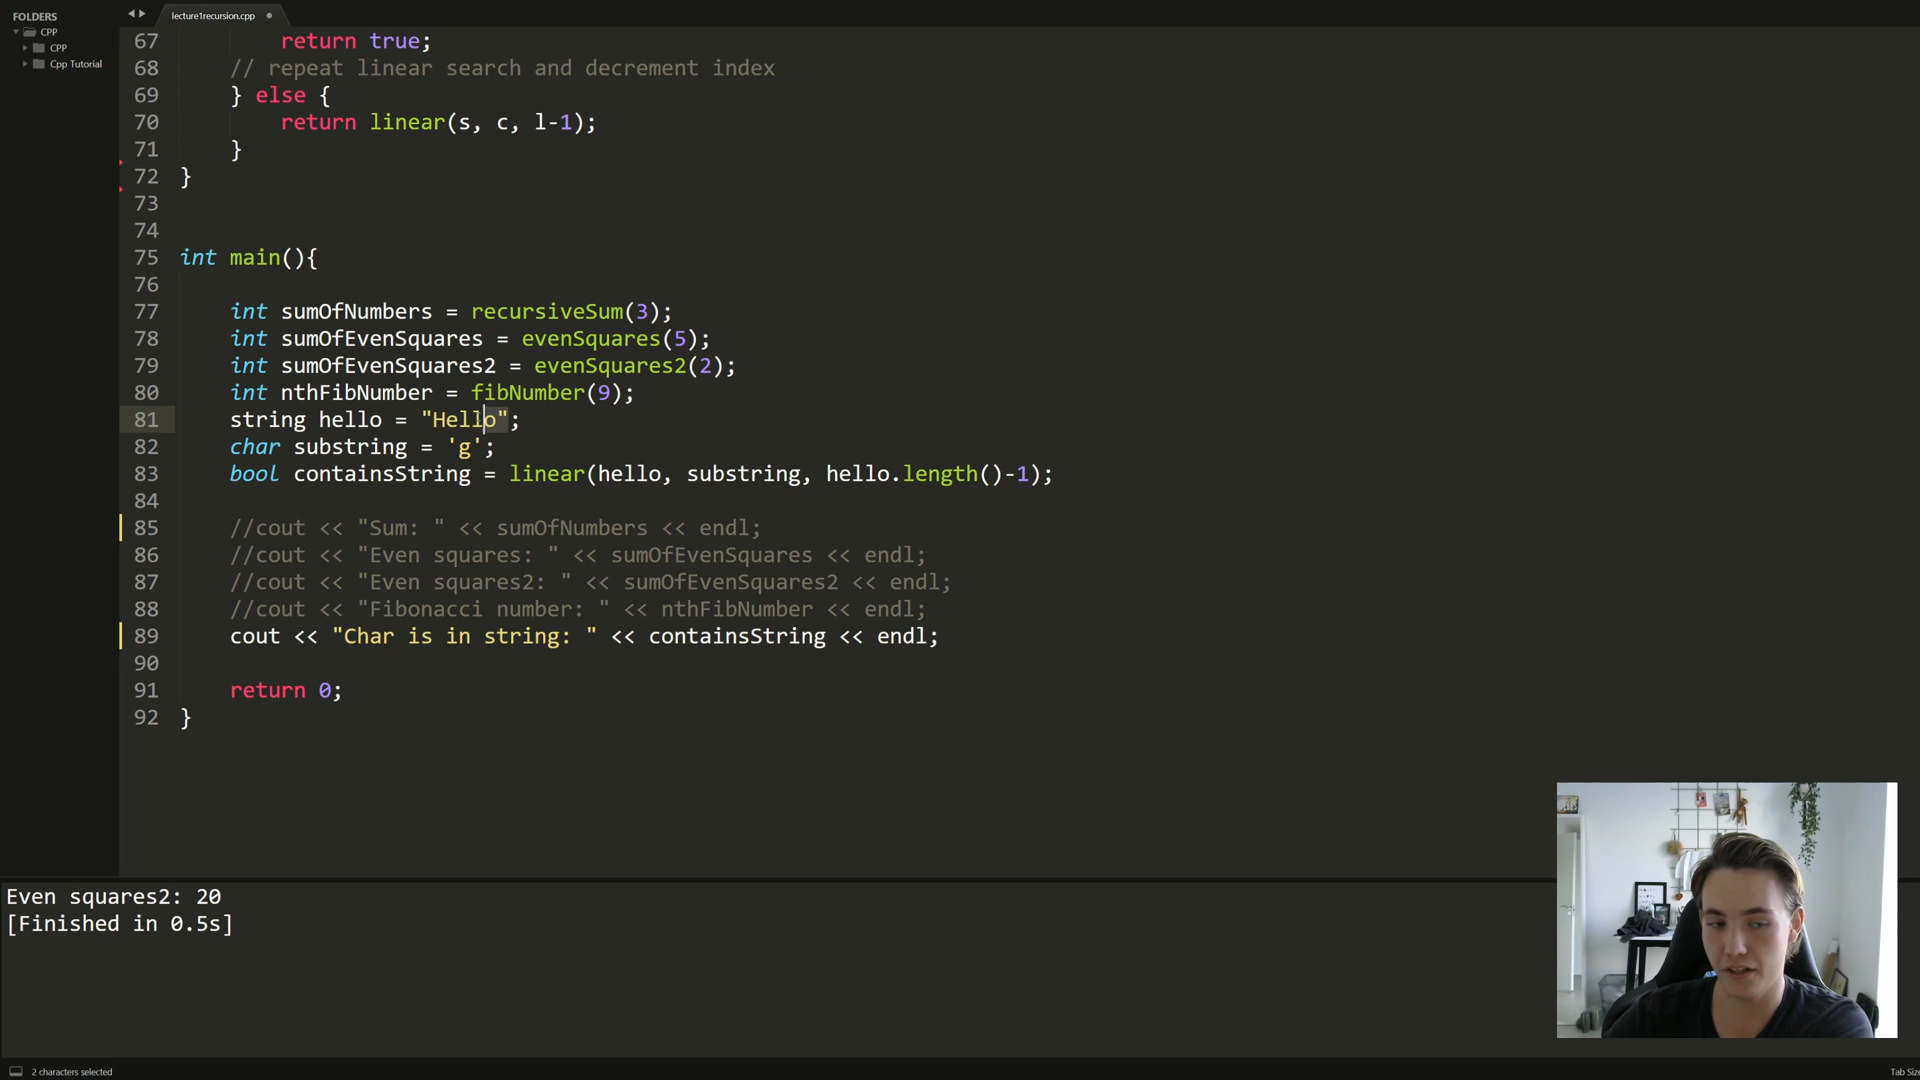 FOLDERS
CPP
CPP
Cpp Tutorial
lecture1recursion.cpp
67 return true;
68 // repeat linear search and decrement index
69 } else {
70 return linear(s, c, l-1);
71 }
72 }
73
74
75 int main(){
76
77 int sumOfNumbers = recursiveSum(3);
78 int sumOfEvenSquares = evenSquares(5);
79 int sumOfEvenSquares2 = evenSquares2(2);
80 int nthFibNumber = fibNumber(9);
81 string hello = "Hello";
82 char substring = 'g';
83 bool containsString = linear(hello, substring, hello.length()-1);
84
85 //cout << "Sum: " << sumOfNumbers << endl;
86 //cout << "Even squares: " << sumOfEvenSquares << endl;
87 //cout << "Even squares2: " << sumOfEvenSquares2 << endl;
88 //cout << "Fibonacci number: " << nthFibNumber << endl;
89 cout << "Char is in string: " << containsString << endl;
90
91 return 0;
92 }
Even squares2: 20
[Finished in 0.5s]
2 characters selected
Tab Size